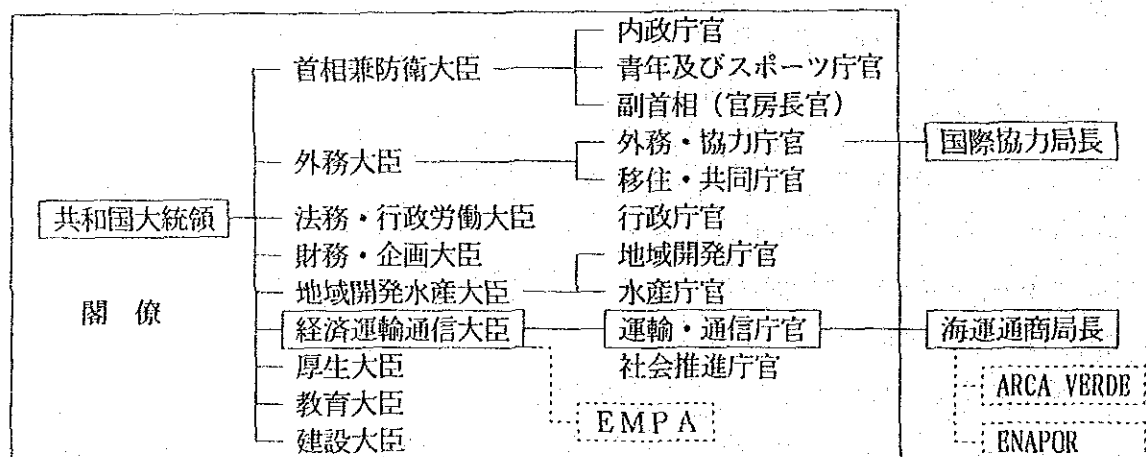 内政庁官
首相兼防衛大臣 青年及びスポーツ庁官
副首相(官房長官)
外務・協力庁官 国際協力局長
外務大臣
移住・共同庁官
共和国大統領 法務・行政労働大臣 行政庁官
財務・企画大臣 地域開発庁官
地域開発水産大臣 水産庁官
閣僚
経済運輸通信大臣 運輸・通信庁官 海運通商局長
厚生大臣 社会推進庁官
ARCA VERDE
教育大臣
EMPA
建設大臣 ENAPOR